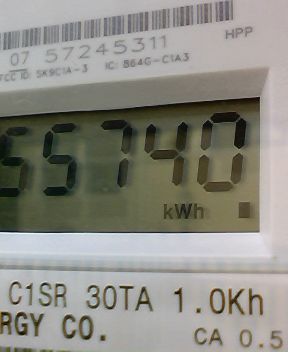 HPP
07 57245311
FCC ID: SK9C1A-3 IC: 864G-C1A3
55740
kWh
C1SR 30TA 1.0Kh
RGY CO. CA 0.5